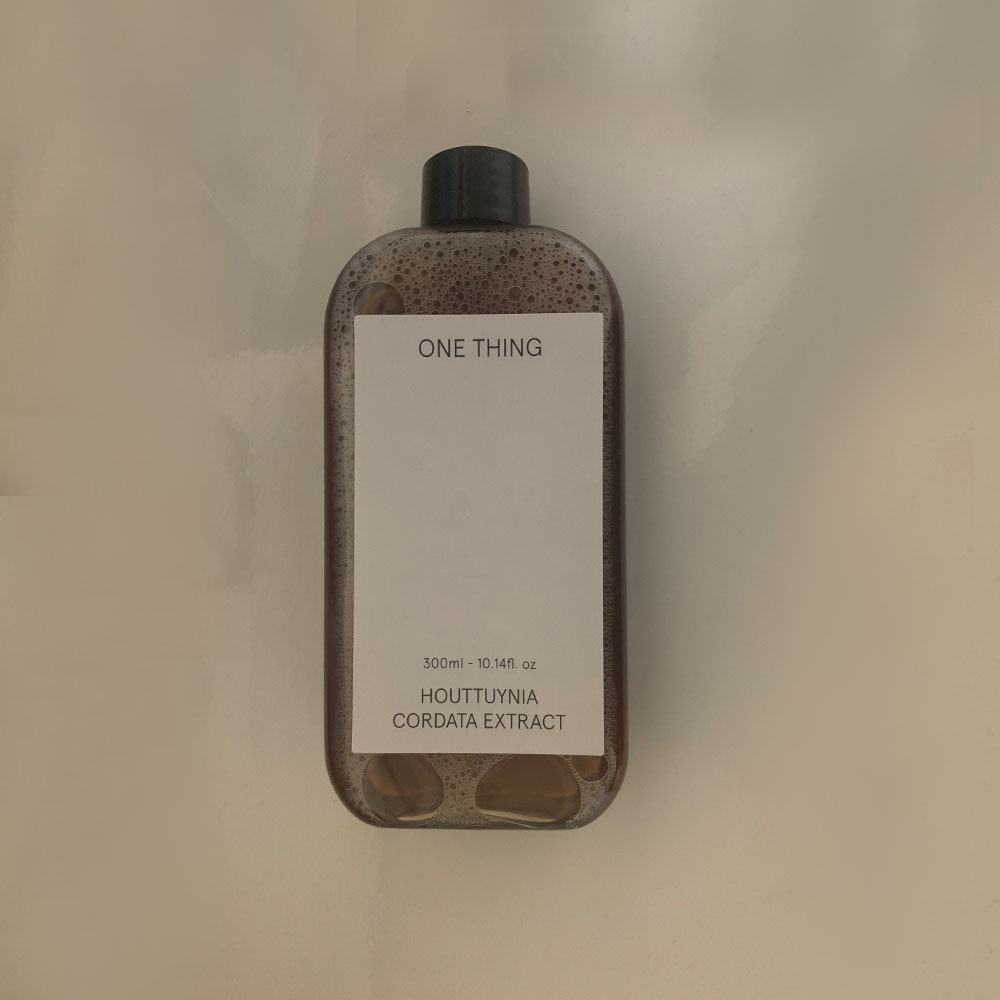 ONE THING
300ml - 10.14fl. oz
HOUTTUYNIA
CORDATA EXTRACT